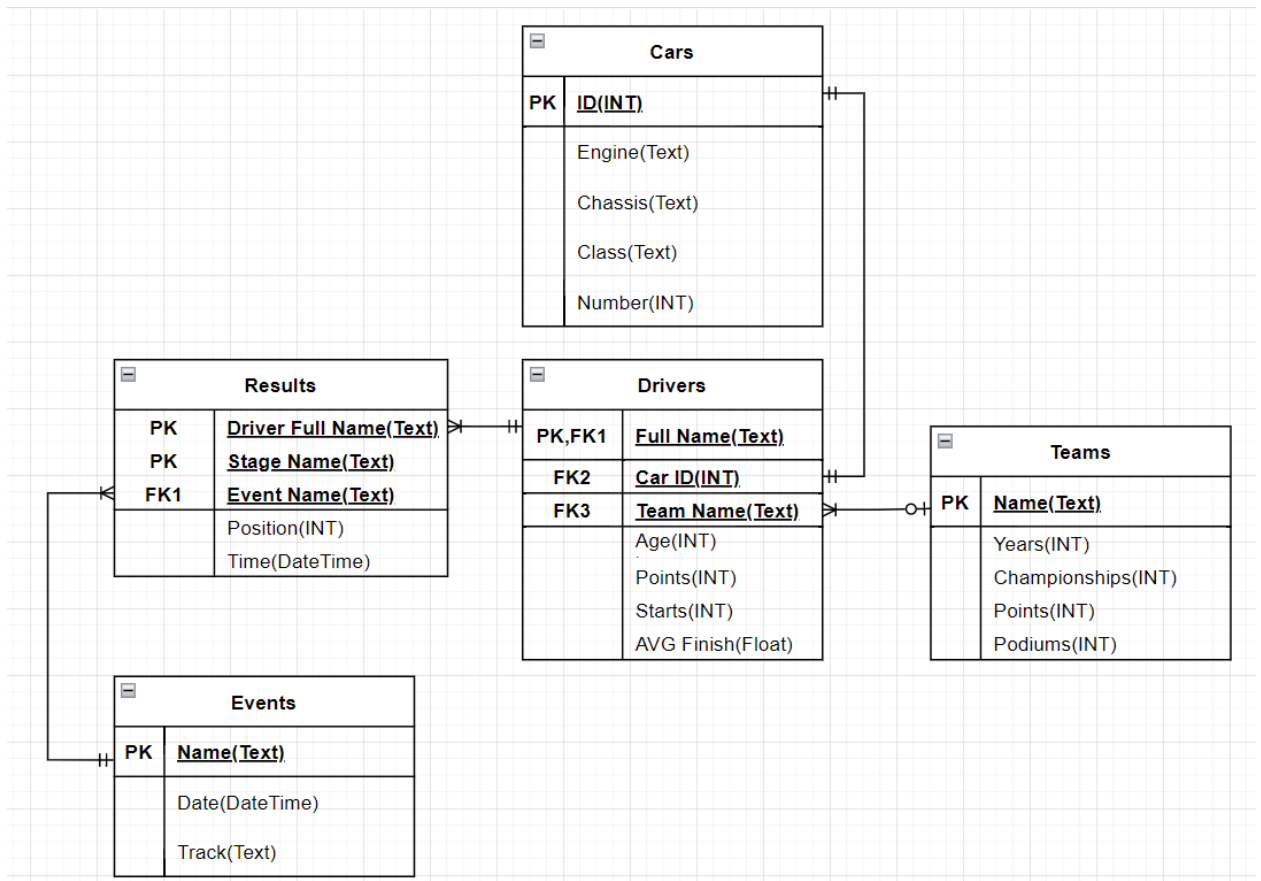 Cars
PK ID(INT)
Engine(Text)
Chassis(Text)
Class(Text)
Number(INT)
Results
PK Driver Full Name(Text)
PK Stage Name(Text)
FK1 Event Name(Text)
Position(INT)
Time(DateTime)
Drivers
PK,FK1 Full Name(Text)
FK2 Car ID(INT)
FK3 Team Name(Text)
Age(INT)
Points(INT)
Starts(INT)
AVG Finish(Float)
Teams
PK Name(Text)
Years(INT)
Championships(INT)
Points(INT)
Podiums(INT)
Events
PK Name(Text)
Date(DateTime)
Track(Text)